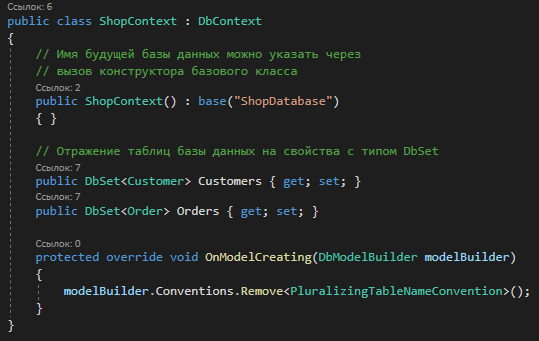 Ссылок: 6
public class ShopContext : DbContext
{
// Имя будущей базы данных можно указать через
// вызов конструктора базового класса
Ссылок: 2
public ShopContext() : base("ShopDatabase")
{ }
// Отражение таблиц базы данных на свойства с типом DbSet
Ссылок: 7
public DbSet<Customer> Customers { get; set; }
Ссылок: 7
public DbSet<Order> Orders { get; set; }
Ссылок: 0
protected override void OnModelCreating(DbModelBuilder modelBuilder)
{
modelBuilder.Conventions.Remove<PluralizingTableNameConvention>();
}
}